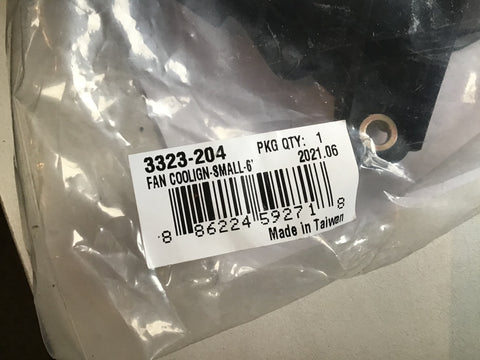 3323-204 PKG QTY: 1
FAN COOLIGN-SMALL-6' 2021.06
8 86224 59271 8
Made in Taiwan